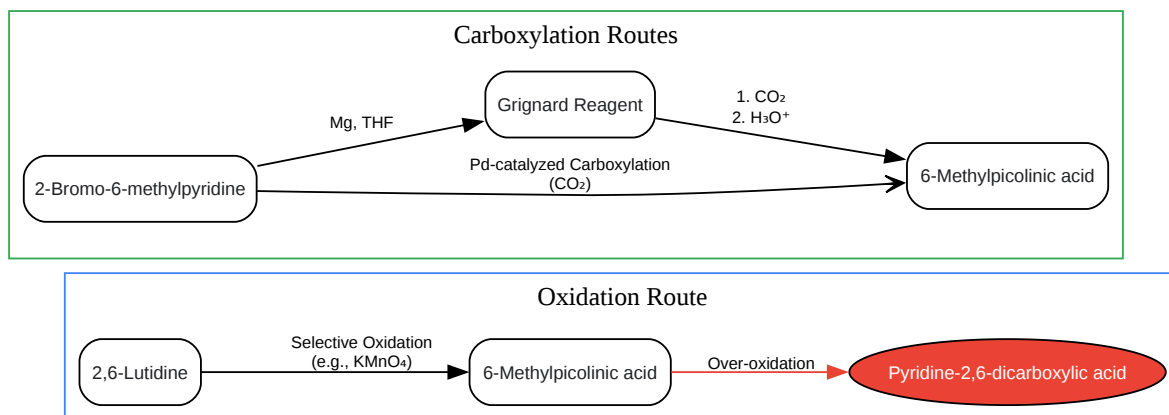 Carboxylation Routes
Grignard Reagent
1. CO₂
2. H₃O⁺
Mg, THF
Pd-catalyzed Carboxylation
(CO₂)
2-Bromo-6-methylpyridine
6-Methylpicolinic acid
Oxidation Route
Selective Oxidation
(e.g., KMnO₄)
2,6-Lutidine
6-Methylpicolinic acid
Over-oxidation
Pyridine-2,6-dicarboxylic acid